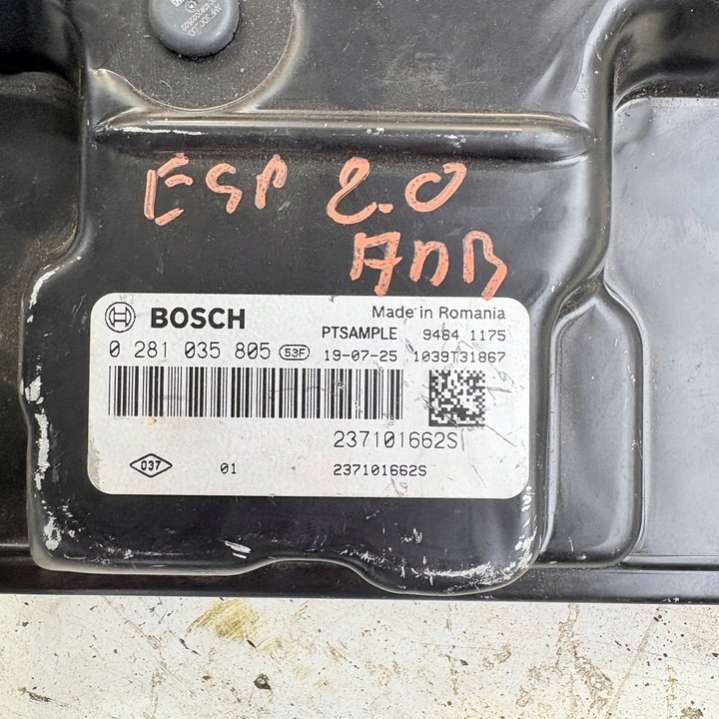 ESP 2.0
ADB
BOSCH
Made in Romania
PTSAMPLE 9464 1175
0 281 035 805 53F 19-07-25 1039T31867
237101662S
037 01 237101662S